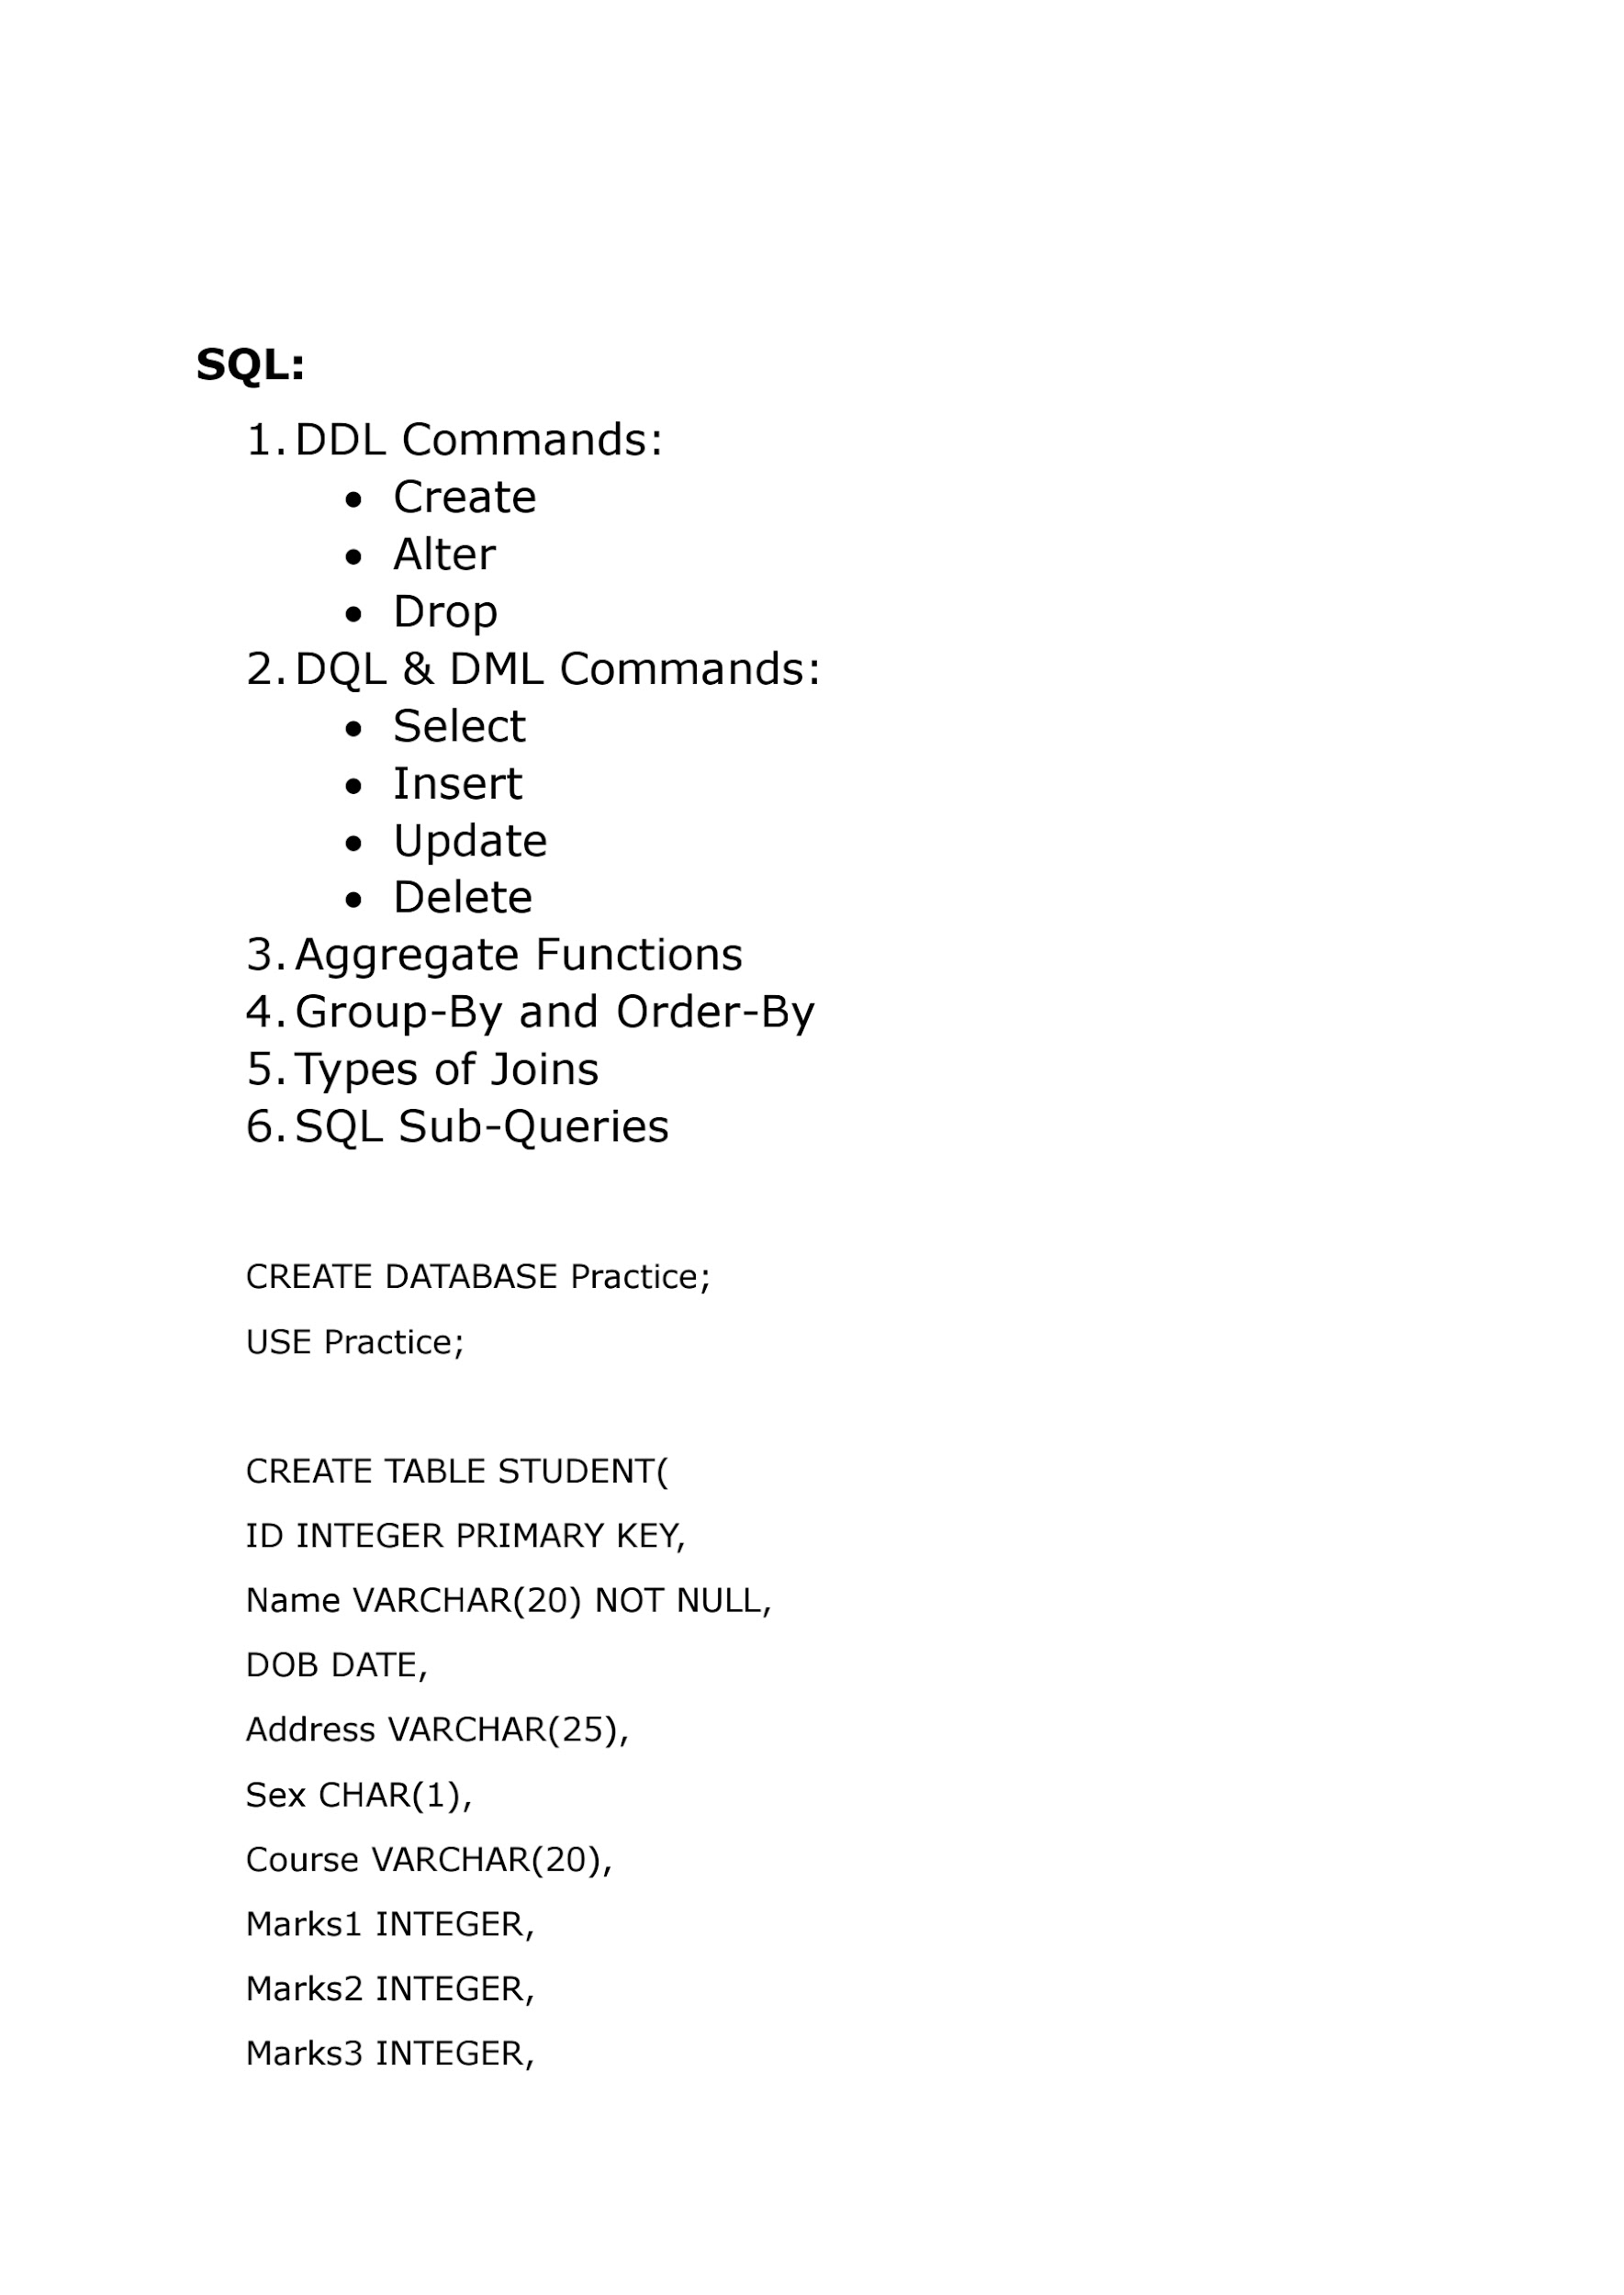 SQL:
1. DDL Commands:
• Create
• Alter
• Drop
2. DQL & DML Commands:
• Select
• Insert
• Update
• Delete
3. Aggregate Functions
4. Group-By and Order-By
5. Types of Joins
6. SQL Sub-Queries
CREATE DATABASE Practice;
USE Practice;
CREATE TABLE STUDENT(
ID INTEGER PRIMARY KEY,
Name VARCHAR(20) NOT NULL,
DOB DATE,
Address VARCHAR(25),
Sex CHAR(1),
Course VARCHAR(20),
Marks1 INTEGER,
Marks2 INTEGER,
Marks3 INTEGER,